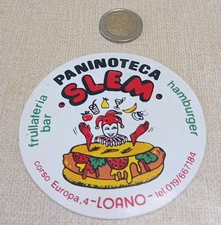 PANINOTECA
SLEM
frullateria
bar
hamburger
corso Europa, 4 - LOANO - tel. 019/667184